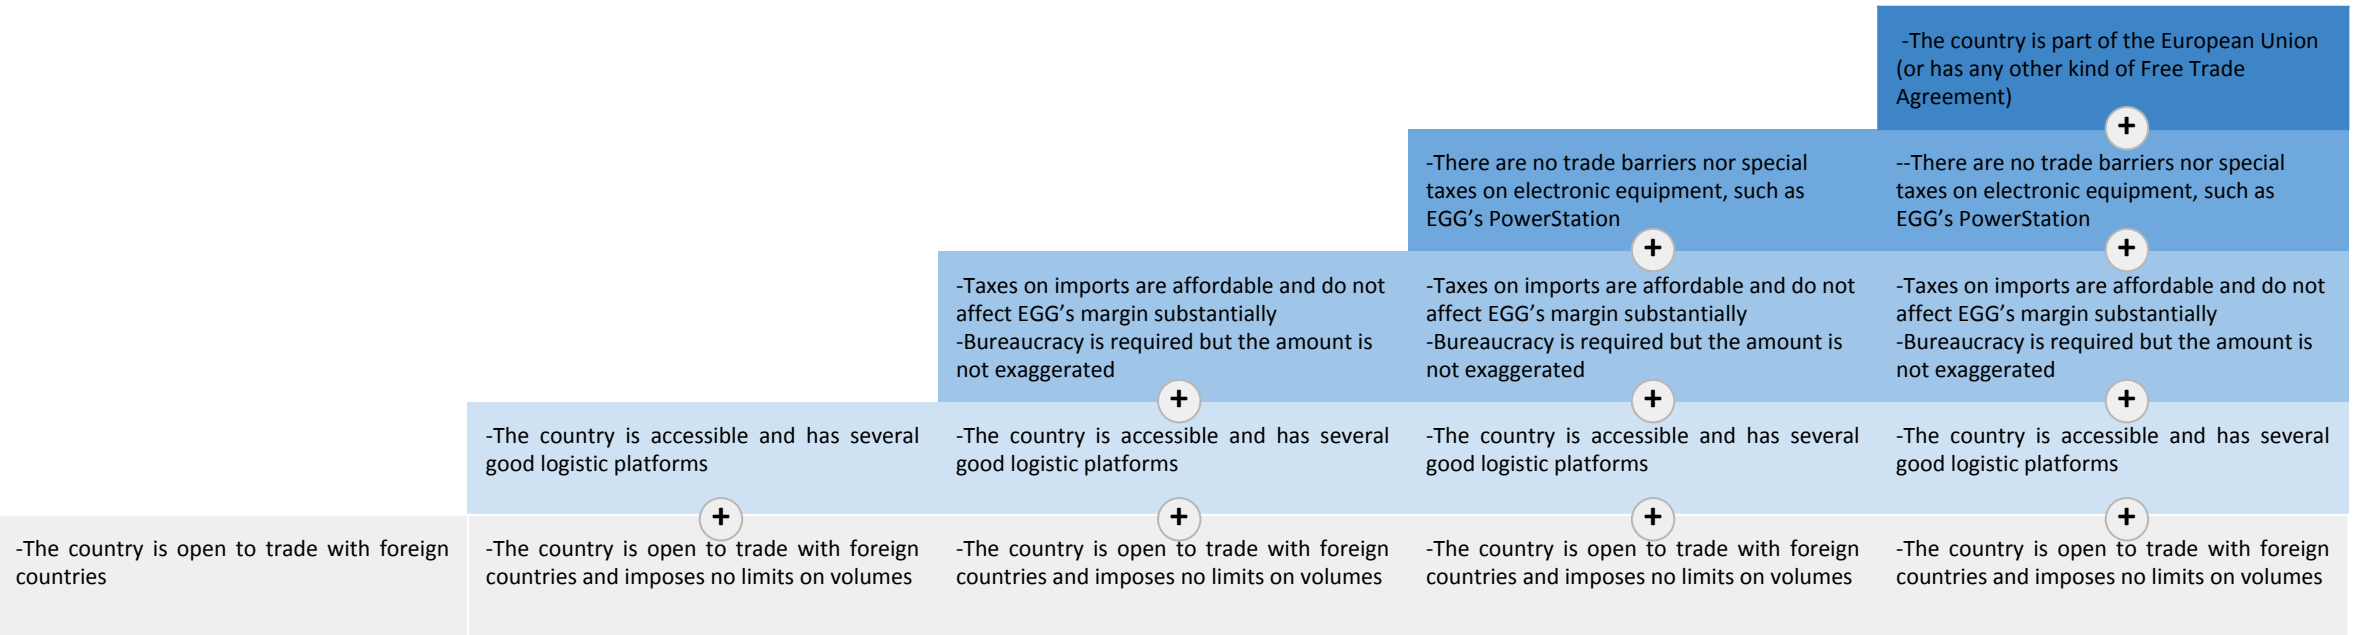 -The country is part of the European Union
(or has any other kind of Free Trade
Agreement)
+
-There are no trade barriers nor special
taxes on electronic equipment, such as
EGG’s PowerStation
+
--There are no trade barriers nor special
taxes on electronic equipment, such as
EGG’s PowerStation
+
-Taxes on imports are affordable and do not
affect EGG’s margin substantially
-Bureaucracy is required but the amount is
not exaggerated
+
-Taxes on imports are affordable and do not
affect EGG’s margin substantially
-Bureaucracy is required but the amount is
not exaggerated
+
-Taxes on imports are affordable and do not
affect EGG’s margin substantially
-Bureaucracy is required but the amount is
not exaggerated
+
-The country is accessible and has several
good logistic platforms
+
-The country is accessible and has several
good logistic platforms
+
-The country is accessible and has several
good logistic platforms
+
-The country is accessible and has several
good logistic platforms
+
-The country is open to trade with foreign
countries
-The country is open to trade with foreign
countries and imposes no limits on volumes
-The country is open to trade with foreign
countries and imposes no limits on volumes
-The country is open to trade with foreign
countries and imposes no limits on volumes
-The country is open to trade with foreign
countries and imposes no limits on volumes